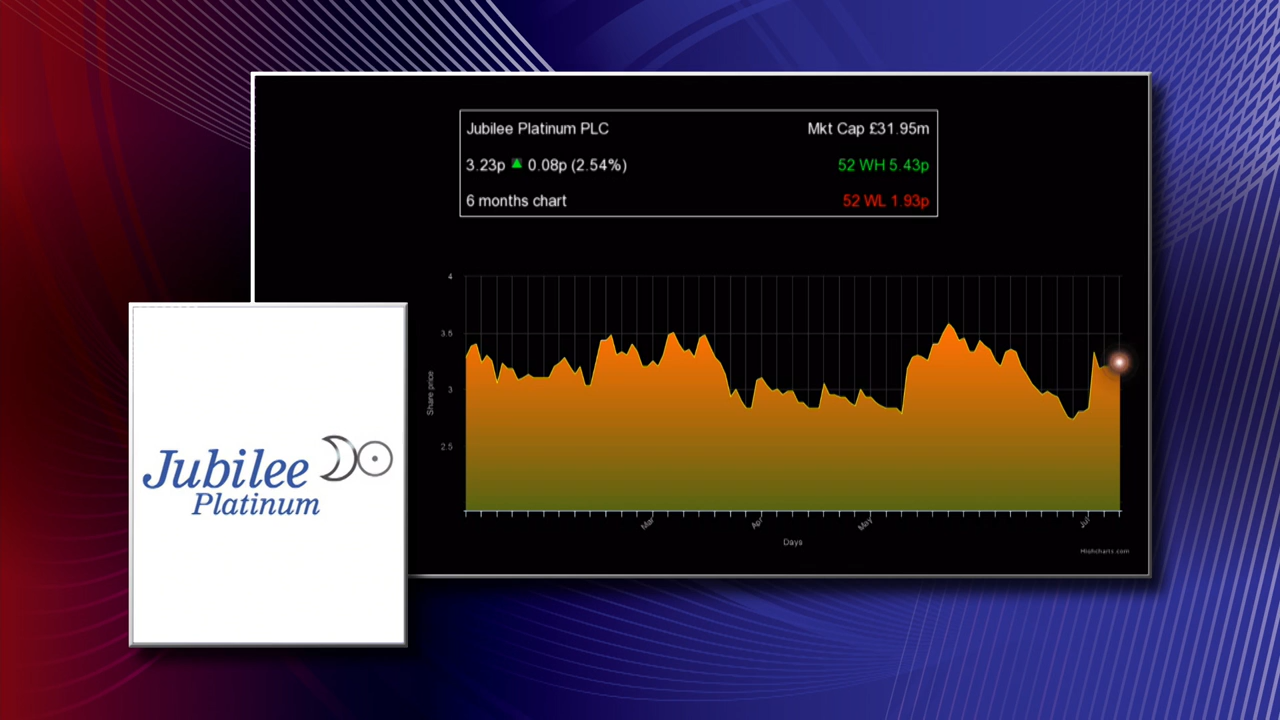 Jubilee Platinum PLC
Mkt Cap £31.95m
3.23p 0.08p (2.54%)
52 WH 5.43p
6 months chart
52 WL 1.93p
4
3.5
3
2.5
Share price
Mar
Apr
May
Jul
Days
Highcharts.com
Jubilee
Platinum